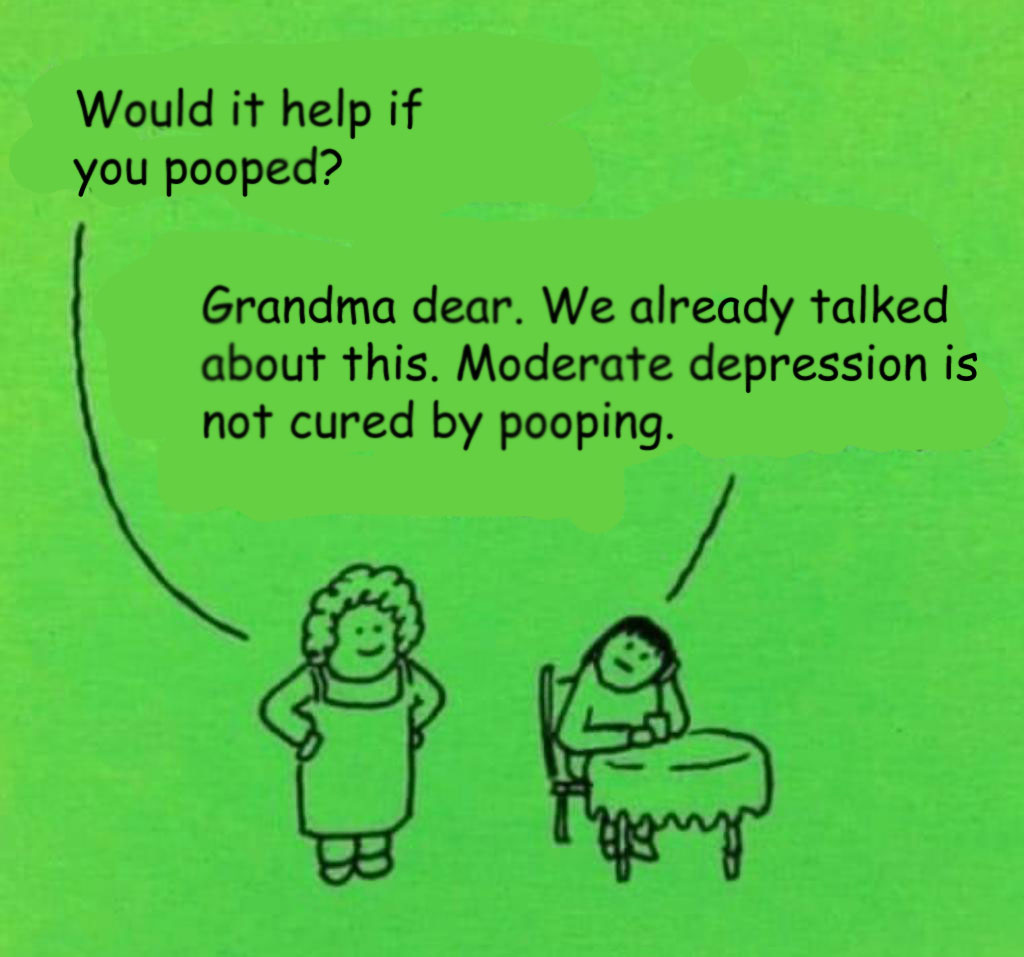 Would it help if
you pooped?
Grandma dear. We already talked
about this. Moderate depression is
not cured by pooping.